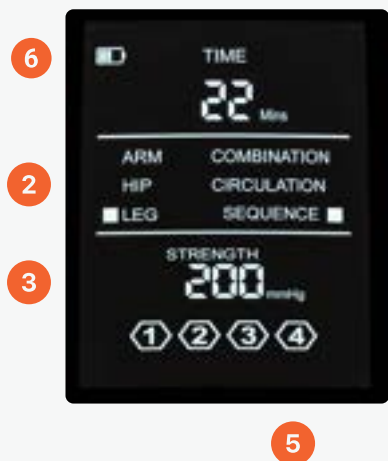 6
TIME
22 Mins
ARM COMBINATION
2
HIP CIRCULATION
LEG SEQUENCE
STRENGTH
3
200 mmHg
1 2 3 4
5